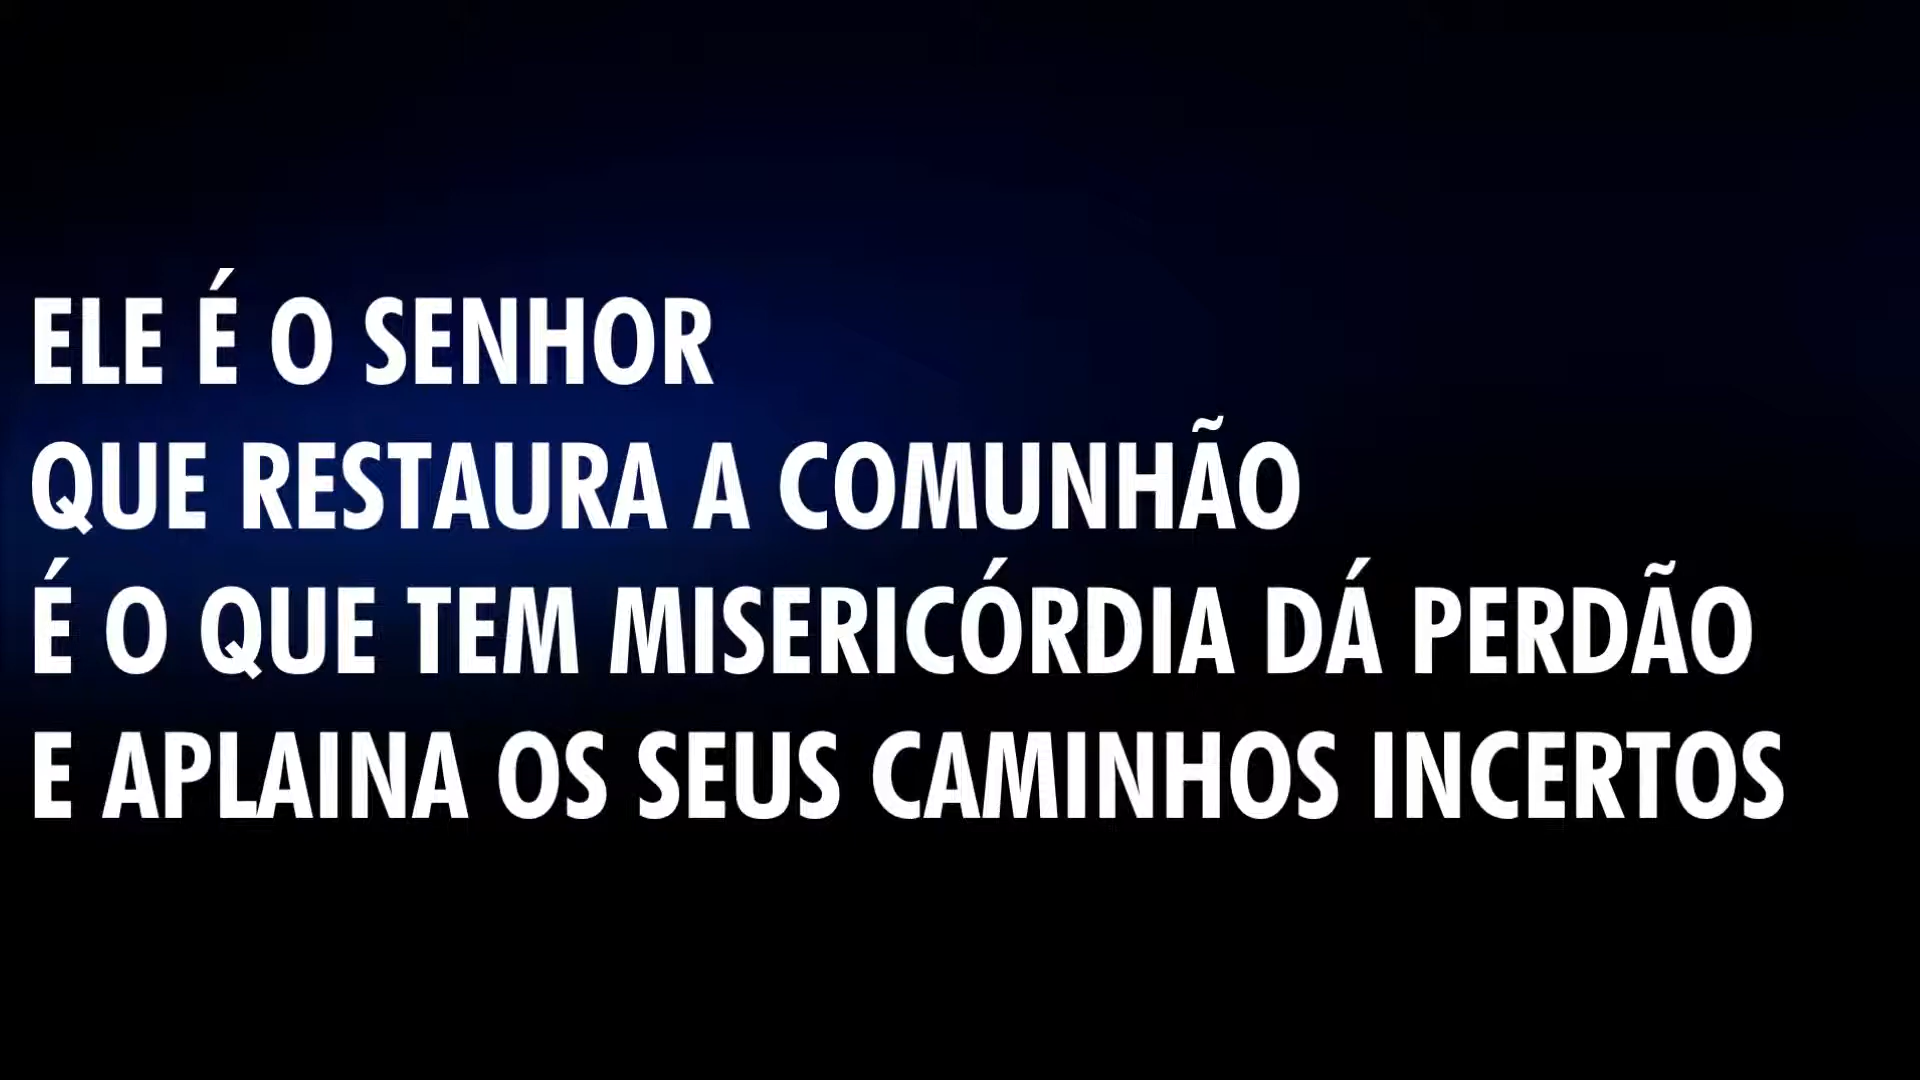 ELE É O SENHOR
QUE RESTAURA A COMUNHÃO
É O QUE TEM MISERICÓRDIA DÁ PERDÃO
E APLAINA OS SEUS CAMINHOS INCERTOS